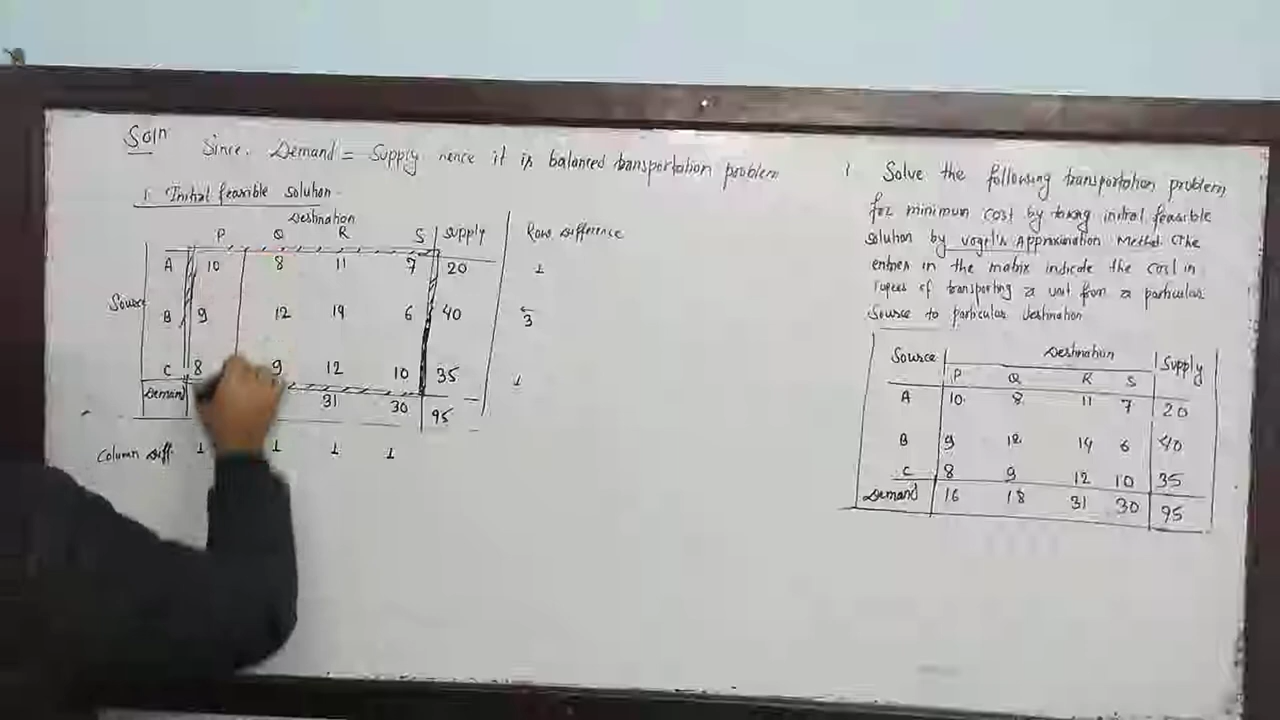 Soln
Since. Demand = Supply hence it is balanced transportation problem
1. Initial feasible solution.
Destination
P Q R S Supply Row difference
A 10 8 11 7 20 1
Source
B 9 12 14 6 40 3
C 8 9 12 10 35 1
Demand 31 30 95
Column diff. 1 1 1 1
1 Solve the following transportation problem
for minimum cost by initial feasible
solution by Vogel's Approximation Method. (The
entries in the matrix indicate the cost in
rupees of transporting a unit from a particular
source to particular destination
Source Destination Supply
P Q R S
A 10 8 11 7 20
B 9 12 14 6 40
C 8 9 12 10 35
Demand 16 18 31 30 95